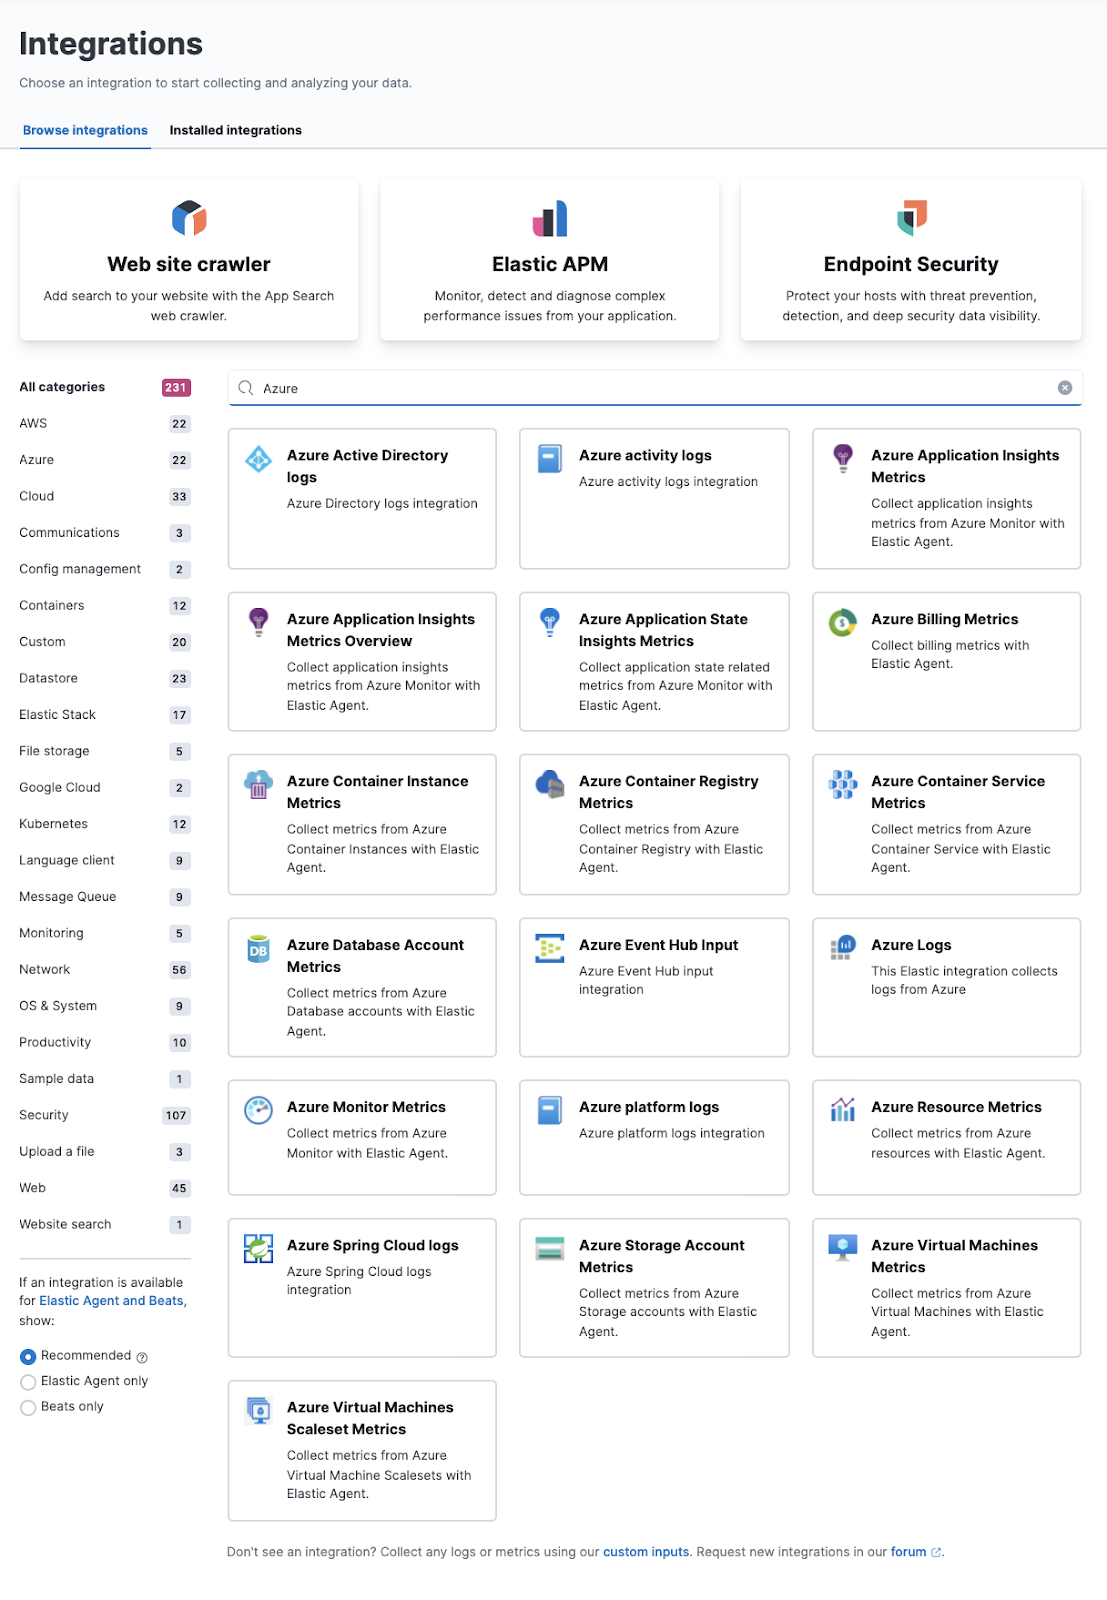 Integrations
Choose an integration to start collecting and analyzing your data.
Browse integrations
Installed integrations
Web site crawler
Add search to your website with the App Search
web crawler.
Elastic APM
Monitor, detect and diagnose complex
performance issues from your application.
Endpoint Security
Protect your hosts with threat prevention,
detection, and deep security data visibility.
All categories 231
AWS 22
Azure 22
Cloud 33
Communications 3
Config management 2
Containers 12
Custom 20
Datastore 23
Elastic Stack 17
File storage 5
Google Cloud 2
Kubernetes 12
Language client 9
Message Queue 9
Monitoring 5
Network 56
OS & System 9
Productivity 10
Sample data 1
Security 107
Upload a file 3
Web 45
Website search 1
If an integration is available
for Elastic Agent and Beats,
show:
Recommended ?
Elastic Agent only
Beats only
Azure
Azure Active Directory
logs
Azure Directory logs integration
Azure activity logs
Azure activity logs integration
Azure Application Insights
Metrics
Collect application insights
metrics from Azure Monitor with
Elastic Agent.
Azure Application Insights
Metrics Overview
Collect application insights
metrics from Azure Monitor with
Elastic Agent.
Azure Application State
Insights Metrics
Collect application state related
metrics from Azure Monitor with
Elastic Agent.
$
Azure Billing Metrics
Collect billing metrics with
Elastic Agent.
Azure Container Instance
Metrics
Collect metrics from Azure
Container Instances with Elastic
Agent.
Azure Container Registry
Metrics
Collect metrics from Azure
Container Registry with Elastic
Agent.
Azure Container Service
Metrics
Collect metrics from Azure
Container Service with Elastic
Agent.
DB
Azure Database Account
Metrics
Collect metrics from Azure
Database accounts with Elastic
Agent.
Azure Event Hub Input
Azure Event Hub input
integration
Azure Logs
This Elastic integration collects
logs from Azure
Azure Monitor Metrics
Collect metrics from Azure
Monitor with Elastic Agent.
Azure platform logs
Azure platform logs integration
Azure Resource Metrics
Collect metrics from Azure
resources with Elastic Agent.
Azure Spring Cloud logs
Azure Spring Cloud logs
integration
Azure Storage Account
Metrics
Collect metrics from Azure
Storage accounts with Elastic
Agent.
Azure Virtual Machines
Metrics
Collect metrics from Azure
Virtual Machines with Elastic
Agent.
Azure Virtual Machines
Scaleset Metrics
Collect metrics from Azure
Virtual Machine Scalesets with
Elastic Agent.
Don't see an integration? Collect any logs or metrics using our custom inputs. Request new integrations in our forum.